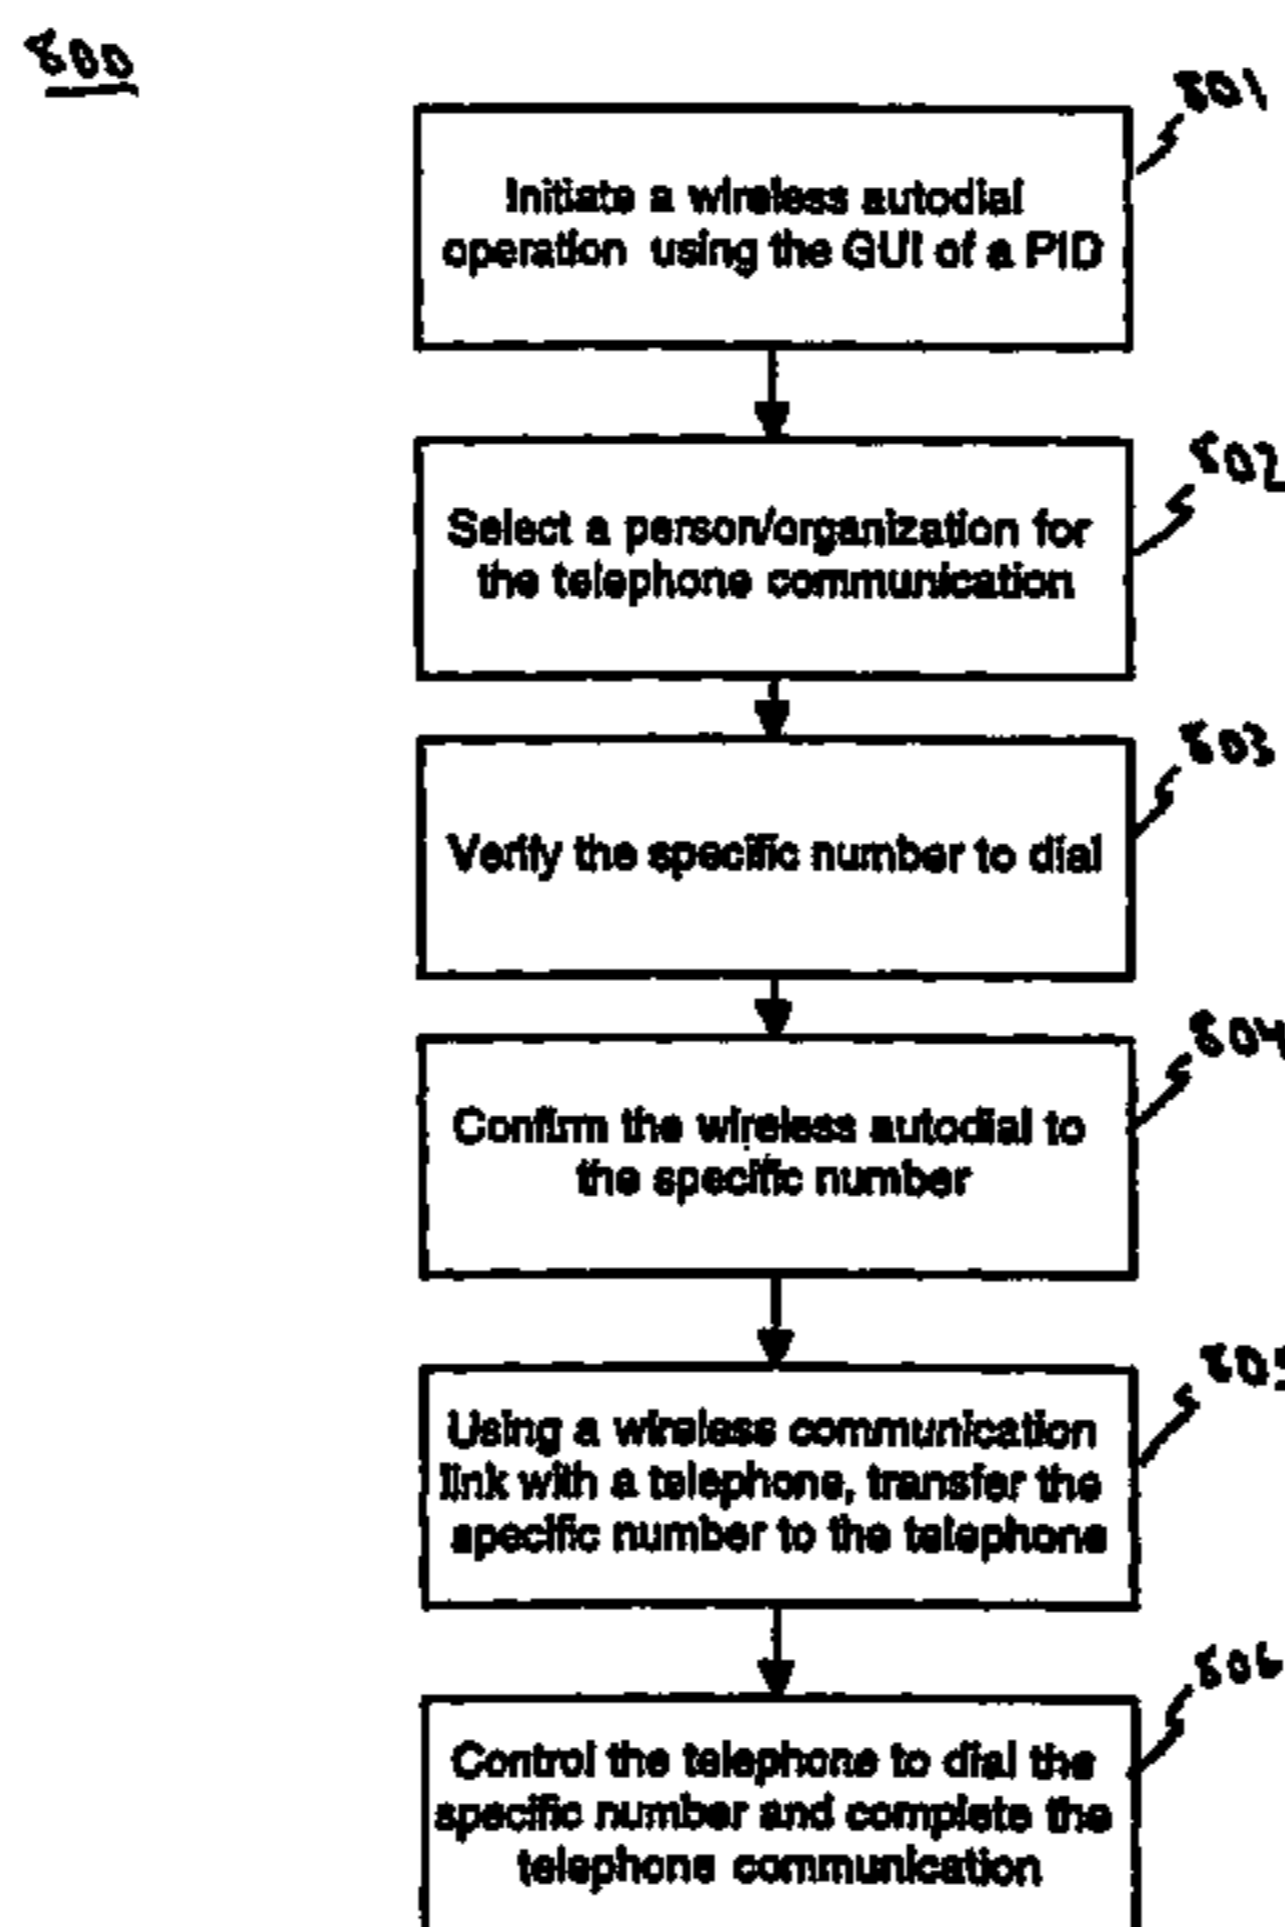 800
801
Initiate a wireless autodial
operation using the GUI of a PID
802
Select a person/organization for
the telephone communication
803
Verify the specific number to dial
804
Confirm the wireless autodial to
the specific number
805
Using a wireless communication
link with a telephone, transfer the
specific number to the telephone
806
Control the telephone to dial the
specific number and complete the
telephone communication